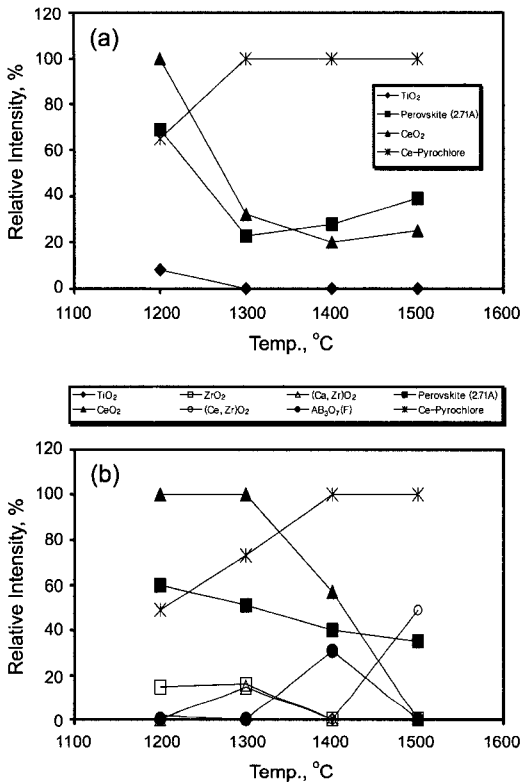 (a)
Relative Intensity, %
120
100
80
60
40
20
0
TiO₂
Perovskite (2.71A)
CeO₂
Ce-Pyrochlore
1100
1200
1300
1400
1500
1600
Temp., °C
TiO₂
ZrO₂
(Ca, Zr)O₂
Perovskite (2.71A)
CeO₂
(Ce, Zr)O₂
AB₃O₇(F)
Ce-Pyrochlore
(b)
Relative Intensity, %
120
100
80
60
40
20
0
1100
1200
1300
1400
1500
1600
Temp., °C